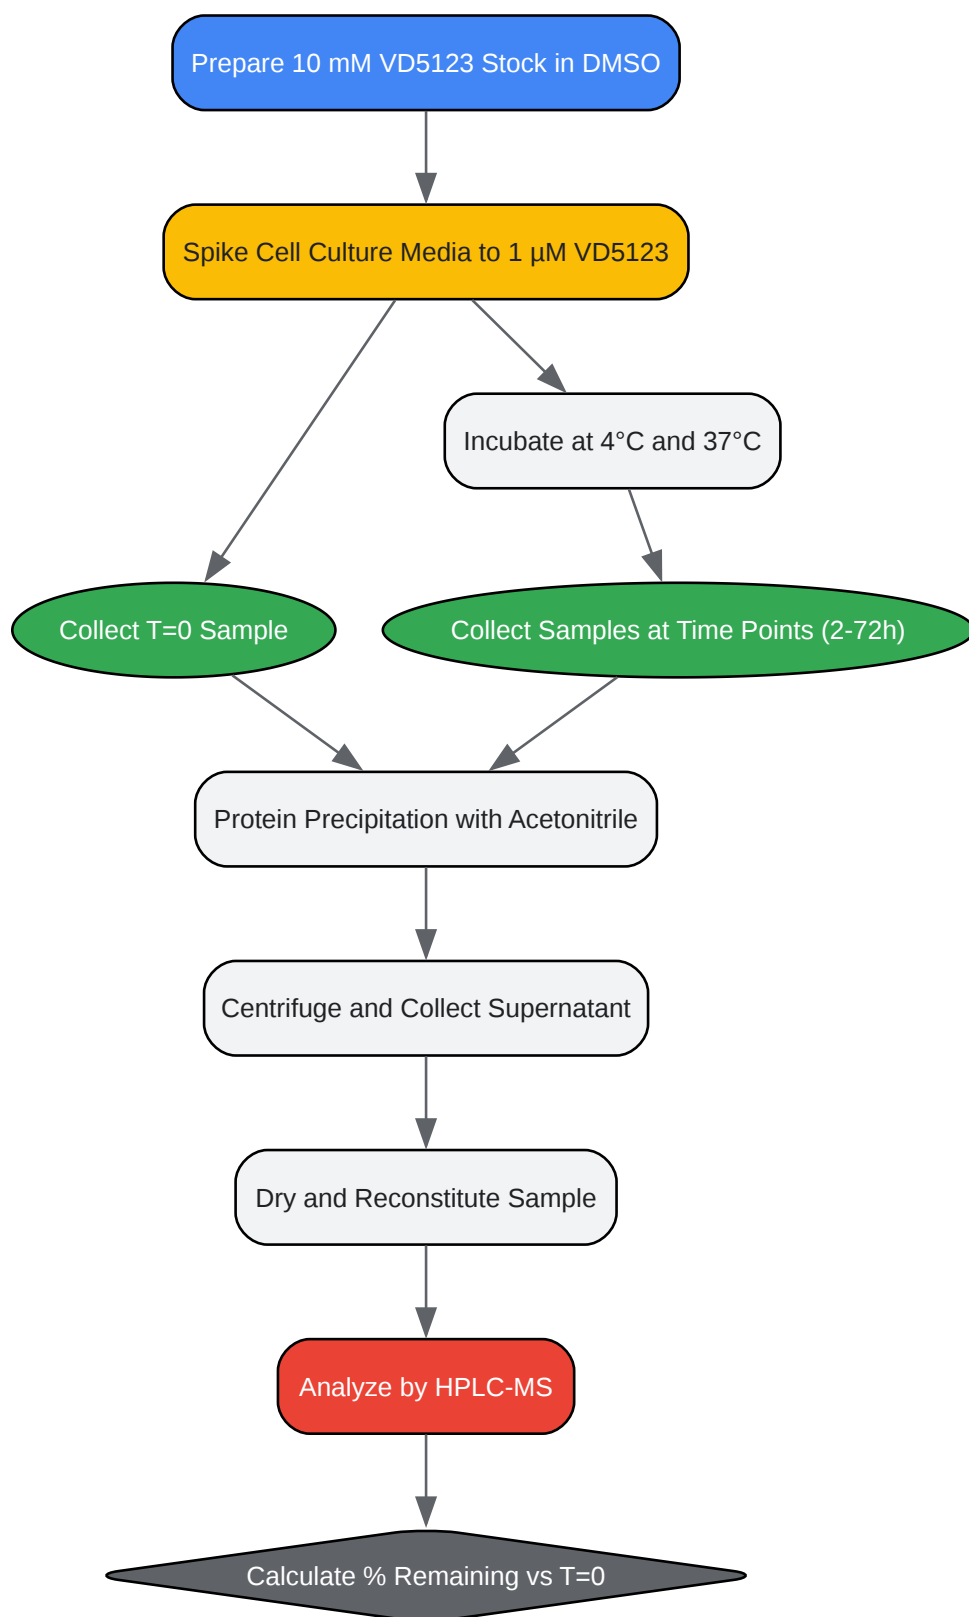 Prepare 10 mM VD5123 Stock in DMSO
Spike Cell Culture Media to 1 µM VD5123
Incubate at 4°C and 37°C
Collect T=0 Sample
Collect Samples at Time Points (2-72h)
Protein Precipitation with Acetonitrile
Centrifuge and Collect Supernatant
Dry and Reconstitute Sample
Analyze by HPLC-MS
Calculate % Remaining vs T=0